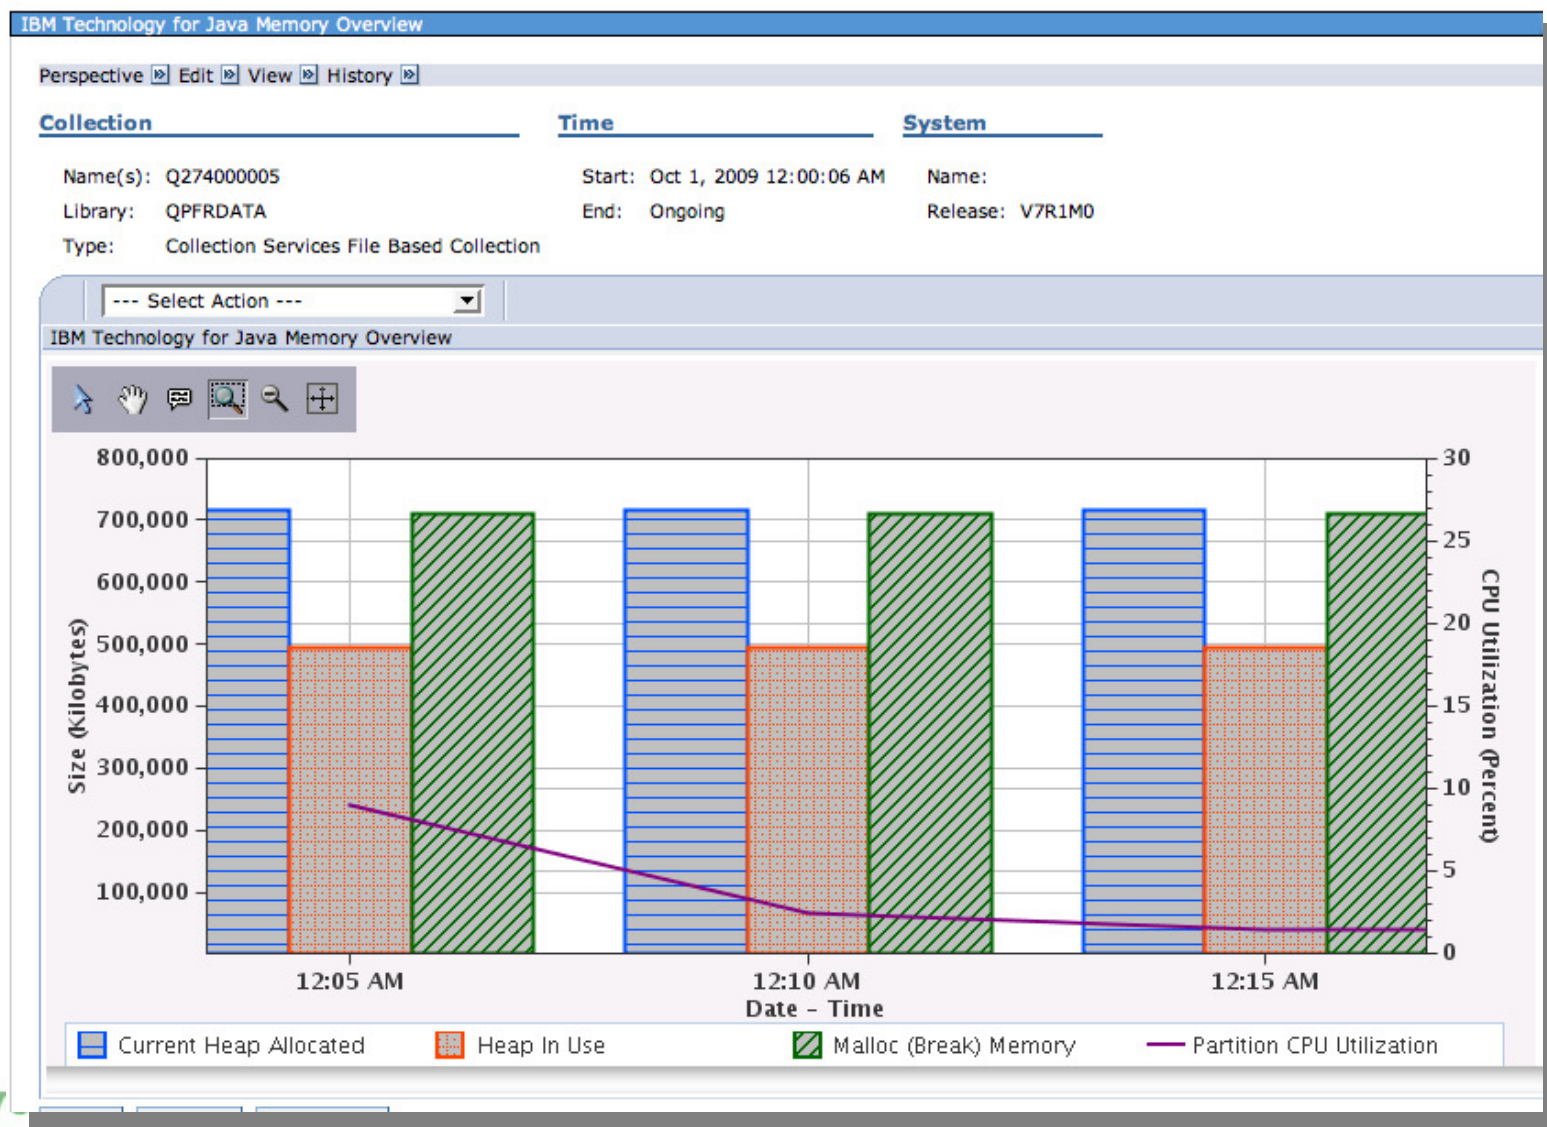 IBM Technology for Java Memory Overview
Perspective Edit View History
Collection Time System
Name(s): Q274000005 Start: Oct 1, 2009 12:00:06 AM Name:
Library: QPFRDATA End: Ongoing Release: V7R1M0
Type: Collection Services File Based Collection
--- Select Action ---
IBM Technology for Java Memory Overview
800,000 30
700,000
25
600,000
20
500,000
400,000 15
300,000
10
200,000
5
100,000
0
Size (Kilobytes)
CPU Utilization (Percent)
12:05 AM 12:10 AM 12:15 AM
Date - Time
Current Heap Allocated Heap In Use Malloc (Break) Memory Partition CPU Utilization